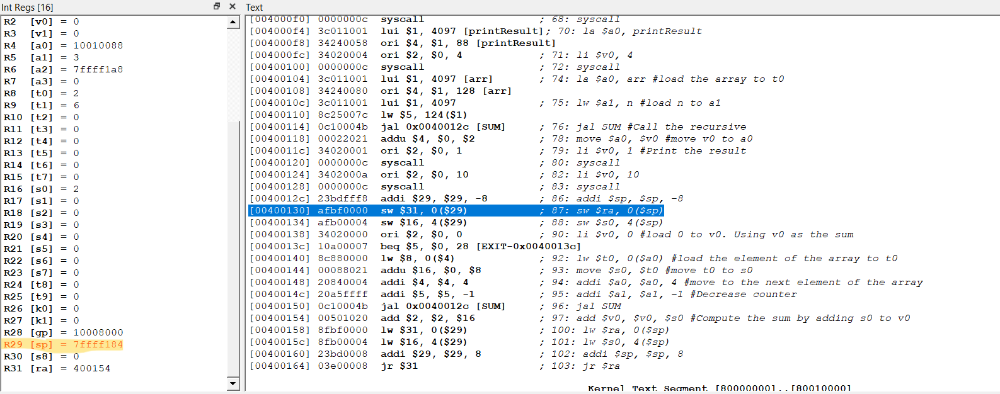 Int Regs [16]
R2 [v0] = 0
R3 [v1] = 0
R4 [a0] = 10010088
R5 [a1] = 3
R6 [a2] = 7ffff1a8
R7 [a3] = 0
R8 [t0] = 2
R9 [t1] = 6
R10 [t2] = 0
R11 [t3] = 0
R12 [t4] = 0
R13 [t5] = 0
R14 [t6] = 0
R15 [t7] = 0
R16 [s0] = 2
R17 [s1] = 0
R18 [s2] = 0
R19 [s3] = 0
R20 [s4] = 0
R21 [s5] = 0
R22 [s6] = 0
R23 [s7] = 0
R24 [t8] = 0
R25 [t9] = 0
R26 [k0] = 0
R27 [k1] = 0
R28 [gp] = 10008000
R29 [sp] = 7ffff184
R30 [s8] = 0
R31 [ra] = 400154
Text
[004000f0] 0000000c syscall ; 68: syscall
[004000f4] 3c011001 lui $1, 4097 [printResult]; 70: la $a0, printResult
[004000f8] 34240058 ori $4, $1, 88 [printResult]
[004000fc] 34020004 ori $2, $0, 4 ; 71: li $v0, 4
[00400100] 0000000c syscall ; 72: syscall
[00400104] 3c011001 lui $1, 4097 [arr] ; 74: la $a0, arr #load the array to t0
[00400108] 34240080 ori $4, $1, 128 [arr]
[0040010c] 3c011001 lui $1, 4097 ; 75: lw $a1, n #load n to a1
[00400110] 8c25007c lw $5, 124($1)
[00400114] 0c10004b jal 0x0040012c [SUM] ; 76: jal SUM #Call the recursive
[00400118] 00022021 addu $4, $0, $2 ; 78: move $a0, $v0 #move v0 to a0
[0040011c] 34020001 ori $2, $0, 1 ; 79: li $v0, 1 #Print the result
[00400120] 0000000c syscall ; 80: syscall
[00400124] 3402000a ori $2, $0, 10 ; 82: li $v0, 10
[00400128] 0000000c syscall ; 83: syscall
[0040012c] 23bdfff8 addi $29, $29, -8 ; 86: addi $sp, $sp, -8
[00400130] afbf0000 sw $31, 0($29) ; 87: sw $ra, 0($sp)
[00400134] afb00004 sw $16, 4($29) ; 88: sw $s0, 4($sp)
[00400138] 34020000 ori $2, $0, 0 ; 90: li $v0, 0 #load 0 to v0. Using v0 as the sum
[0040013c] 10a00007 beq $5, $0, 28 [EXIT-0x0040013c]
[00400140] 8c880000 lw $8, 0($4) ; 92: lw $t0, 0($a0) #load the element of the array to t0
[00400144] 00088021 addu $16, $0, $8 ; 93: move $s0, $t0 #move t0 to s0
[00400148] 20840004 addi $4, $4, 4 ; 94: addi $a0, $a0, 4 #move to the next element of the array
[0040014c] 20a5ffff addi $5, $5, -1 ; 95: addi $a1, $a1, -1 #Decrease counter
[00400150] 0c10004b jal 0x0040012c [SUM] ; 96: jal SUM
[00400154] 00501020 add $2, $2, $16 ; 97: add $v0, $v0, $s0 #Compute the sum by adding s0 to v0
[00400158] 8fbf0000 lw $31, 0($29) ; 100: lw $ra, 0($sp)
[0040015c] 8fb00004 lw $16, 4($29) ; 101: lw $s0, 4($sp)
[00400160] 23bd0008 addi $29, $29, 8 ; 102: addi $sp, $sp, 8
[00400164] 03e00008 jr $31 ; 103: jr $ra
Kernel Text Segment [80000000]..[80010000]